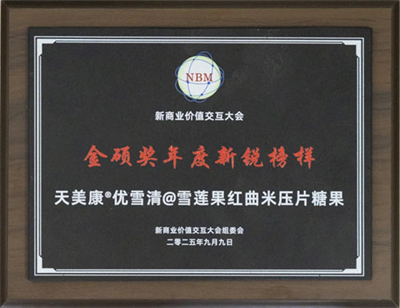 NBM
新商业价值交互大会
金硕奖年度新锐榜样
天美康®优雪清@雪莲果红曲米压片糖果
新商业价值交互大会组委会
二零二五年九月九日